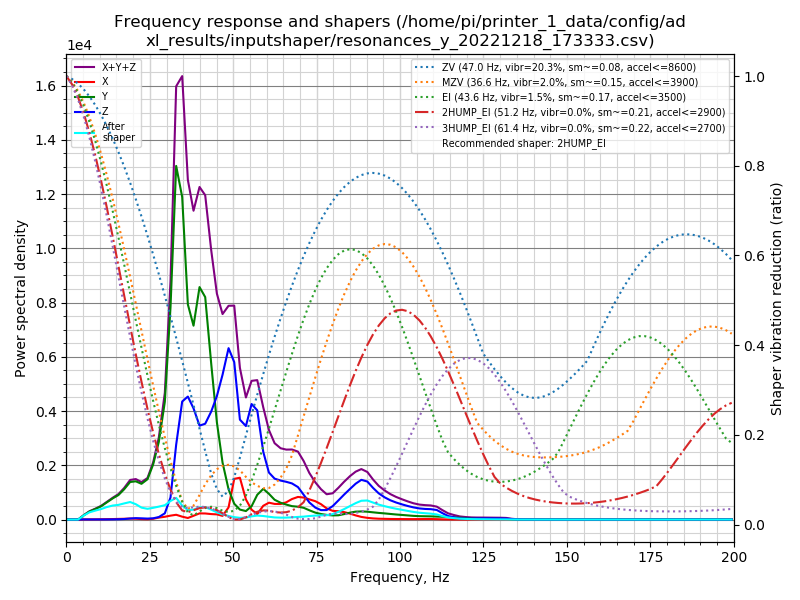 Frequency response and shapers (/home/pi/printer_1_data/config/ad
xl_results/inputshaper/resonances_y_20221218_173333.csv)
1e4
X+Y+Z
X
Y
Z
After
shaper
ZV (47.0 Hz, vibr=20.3%, sm~=0.08, accel<=8600)
MZV (36.6 Hz, vibr=2.0%, sm~=0.15, accel<=3900)
EI (43.6 Hz, vibr=1.5%, sm~=0.17, accel<=3500)
2HUMP_EI (51.2 Hz, vibr=0.0%, sm~=0.21, accel<=2900)
3HUMP_EI (61.4 Hz, vibr=0.0%, sm~=0.22, accel<=2700)
Recommended shaper: 2HUMP_EI
Power spectral density
1.6
1.4
1.2
1.0
0.8
0.6
0.4
0.2
0.0
1.0
0.8
0.6
0.4
0.2
0.0
Shaper vibration reduction (ratio)
0 25 50 75 100 125 150 175 200
Frequency, Hz